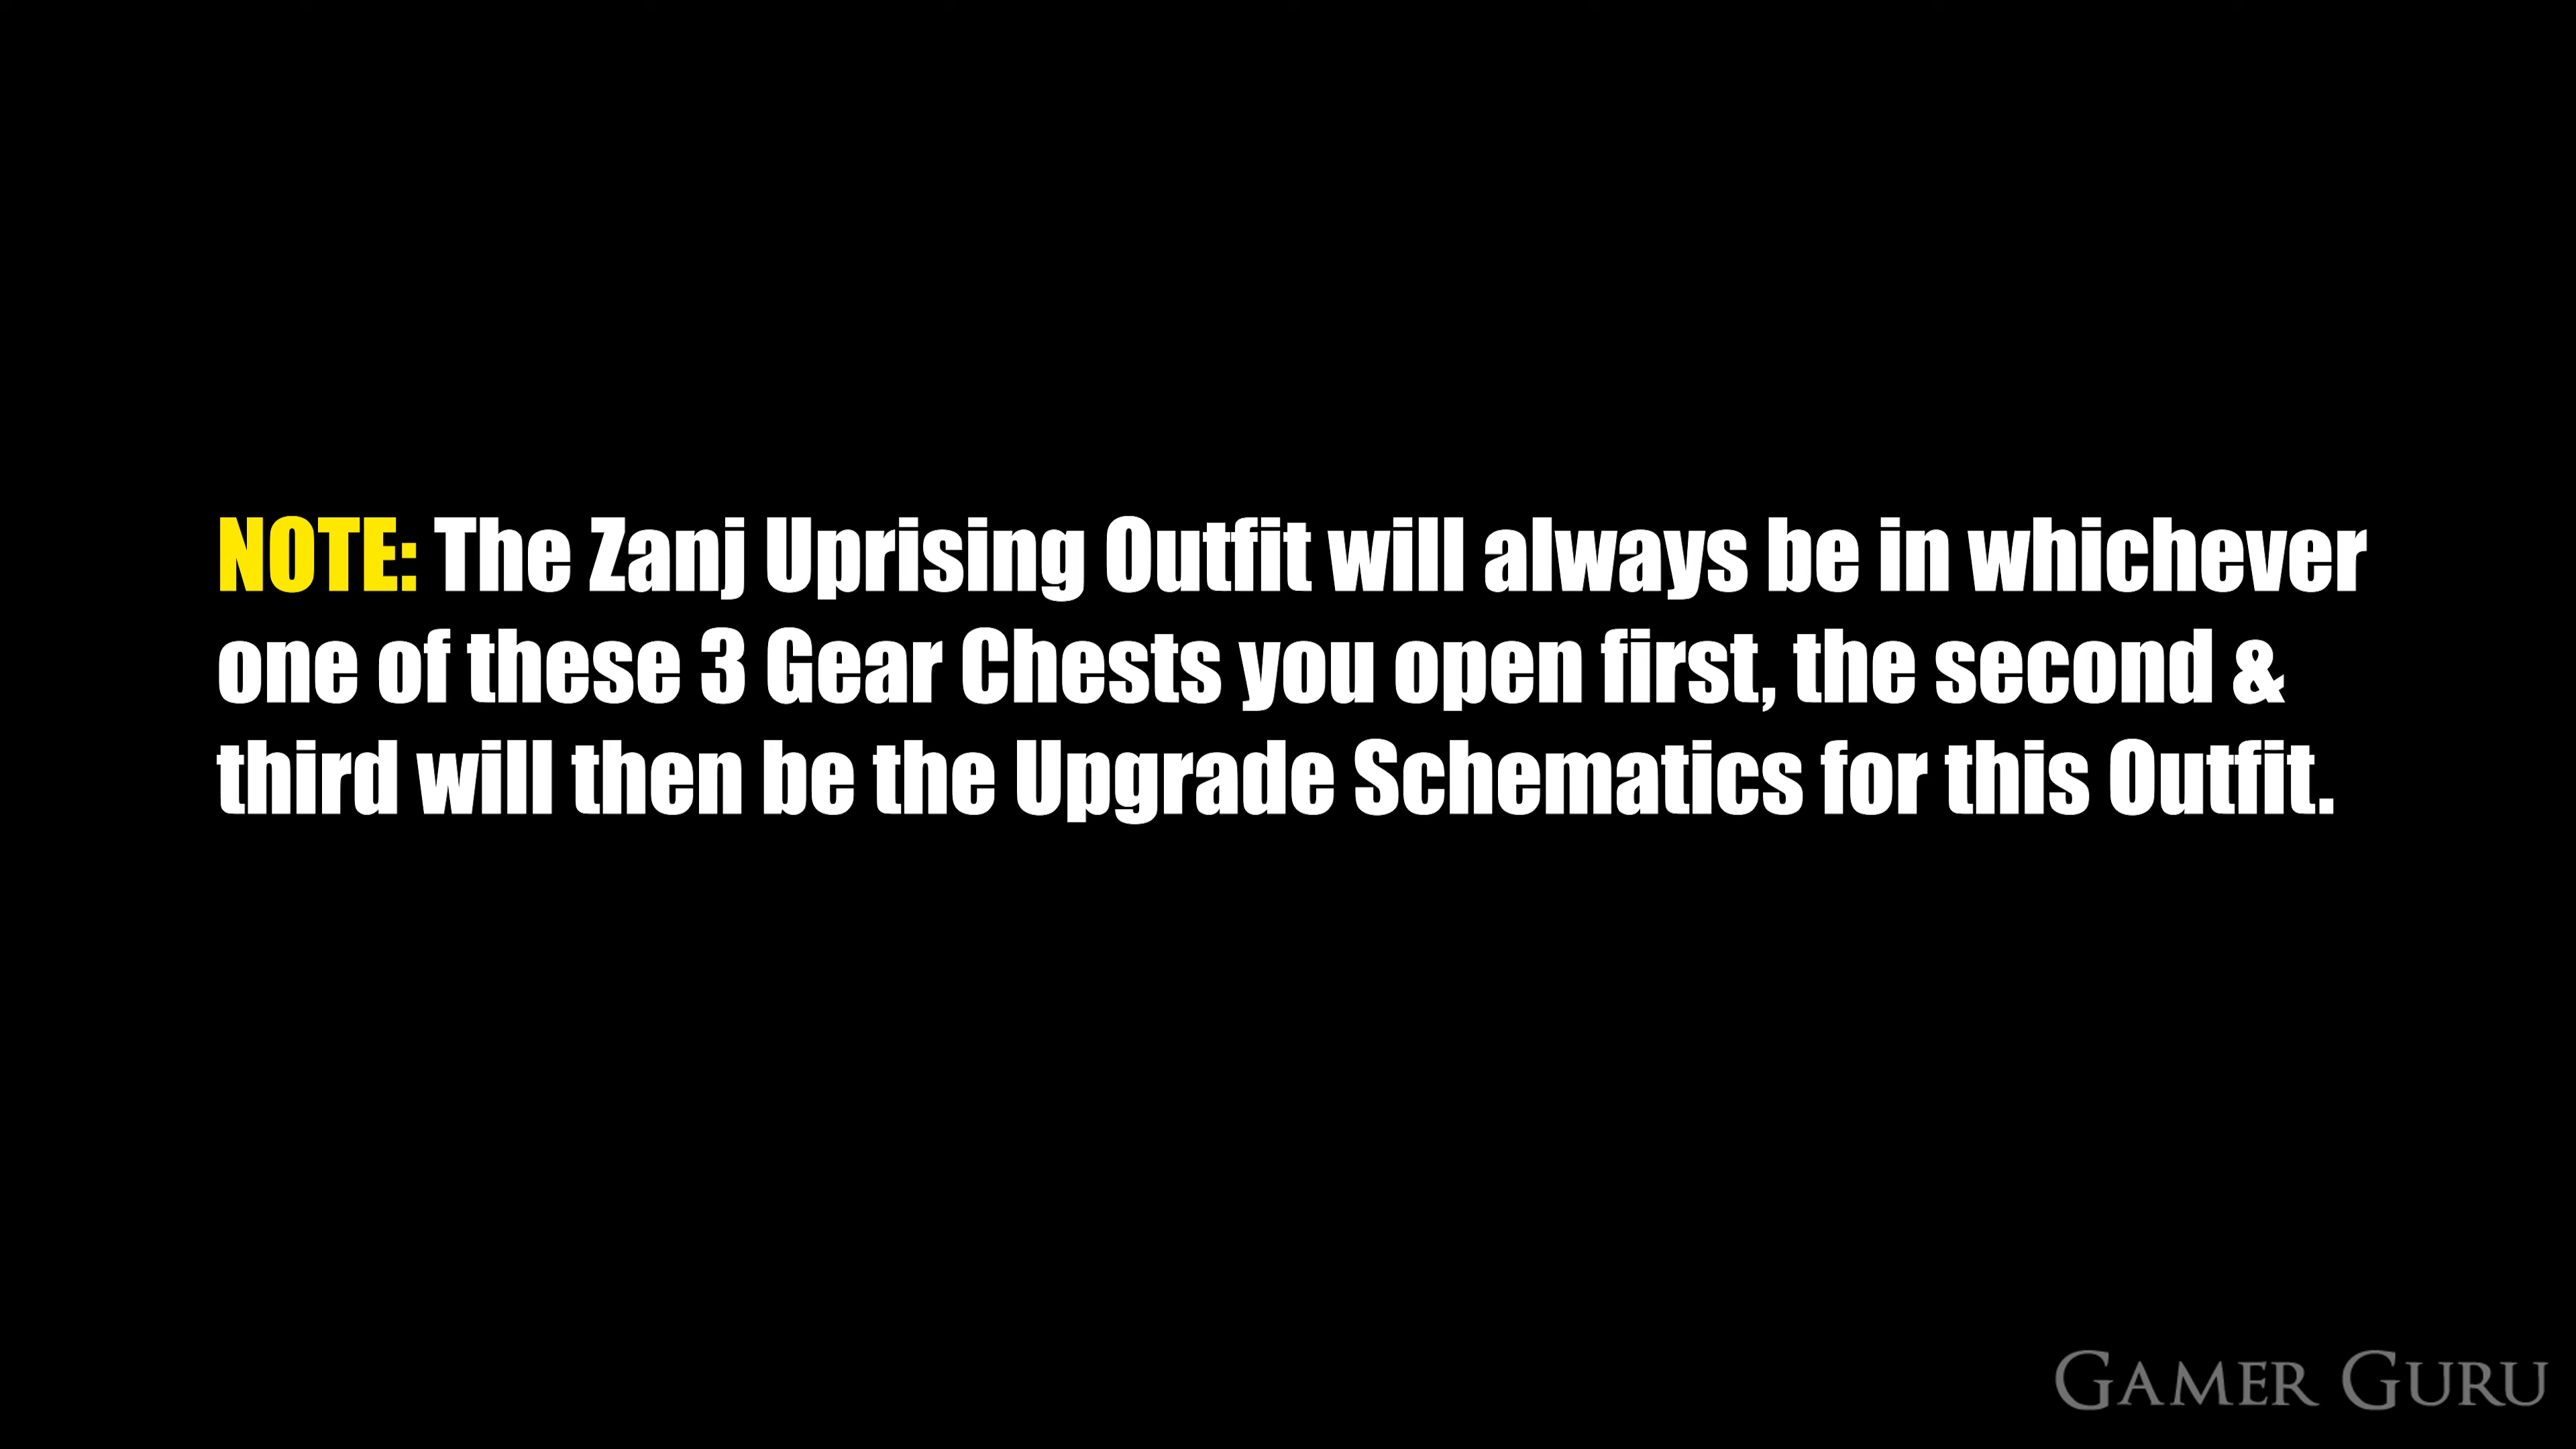 NOTE: The Zanj Uprising Outfit will always be in whichever
one of these 3 Gear Chests you open first, the second &
third will then be the Upgrade Schematics for this Outfit.
GAMER GURU